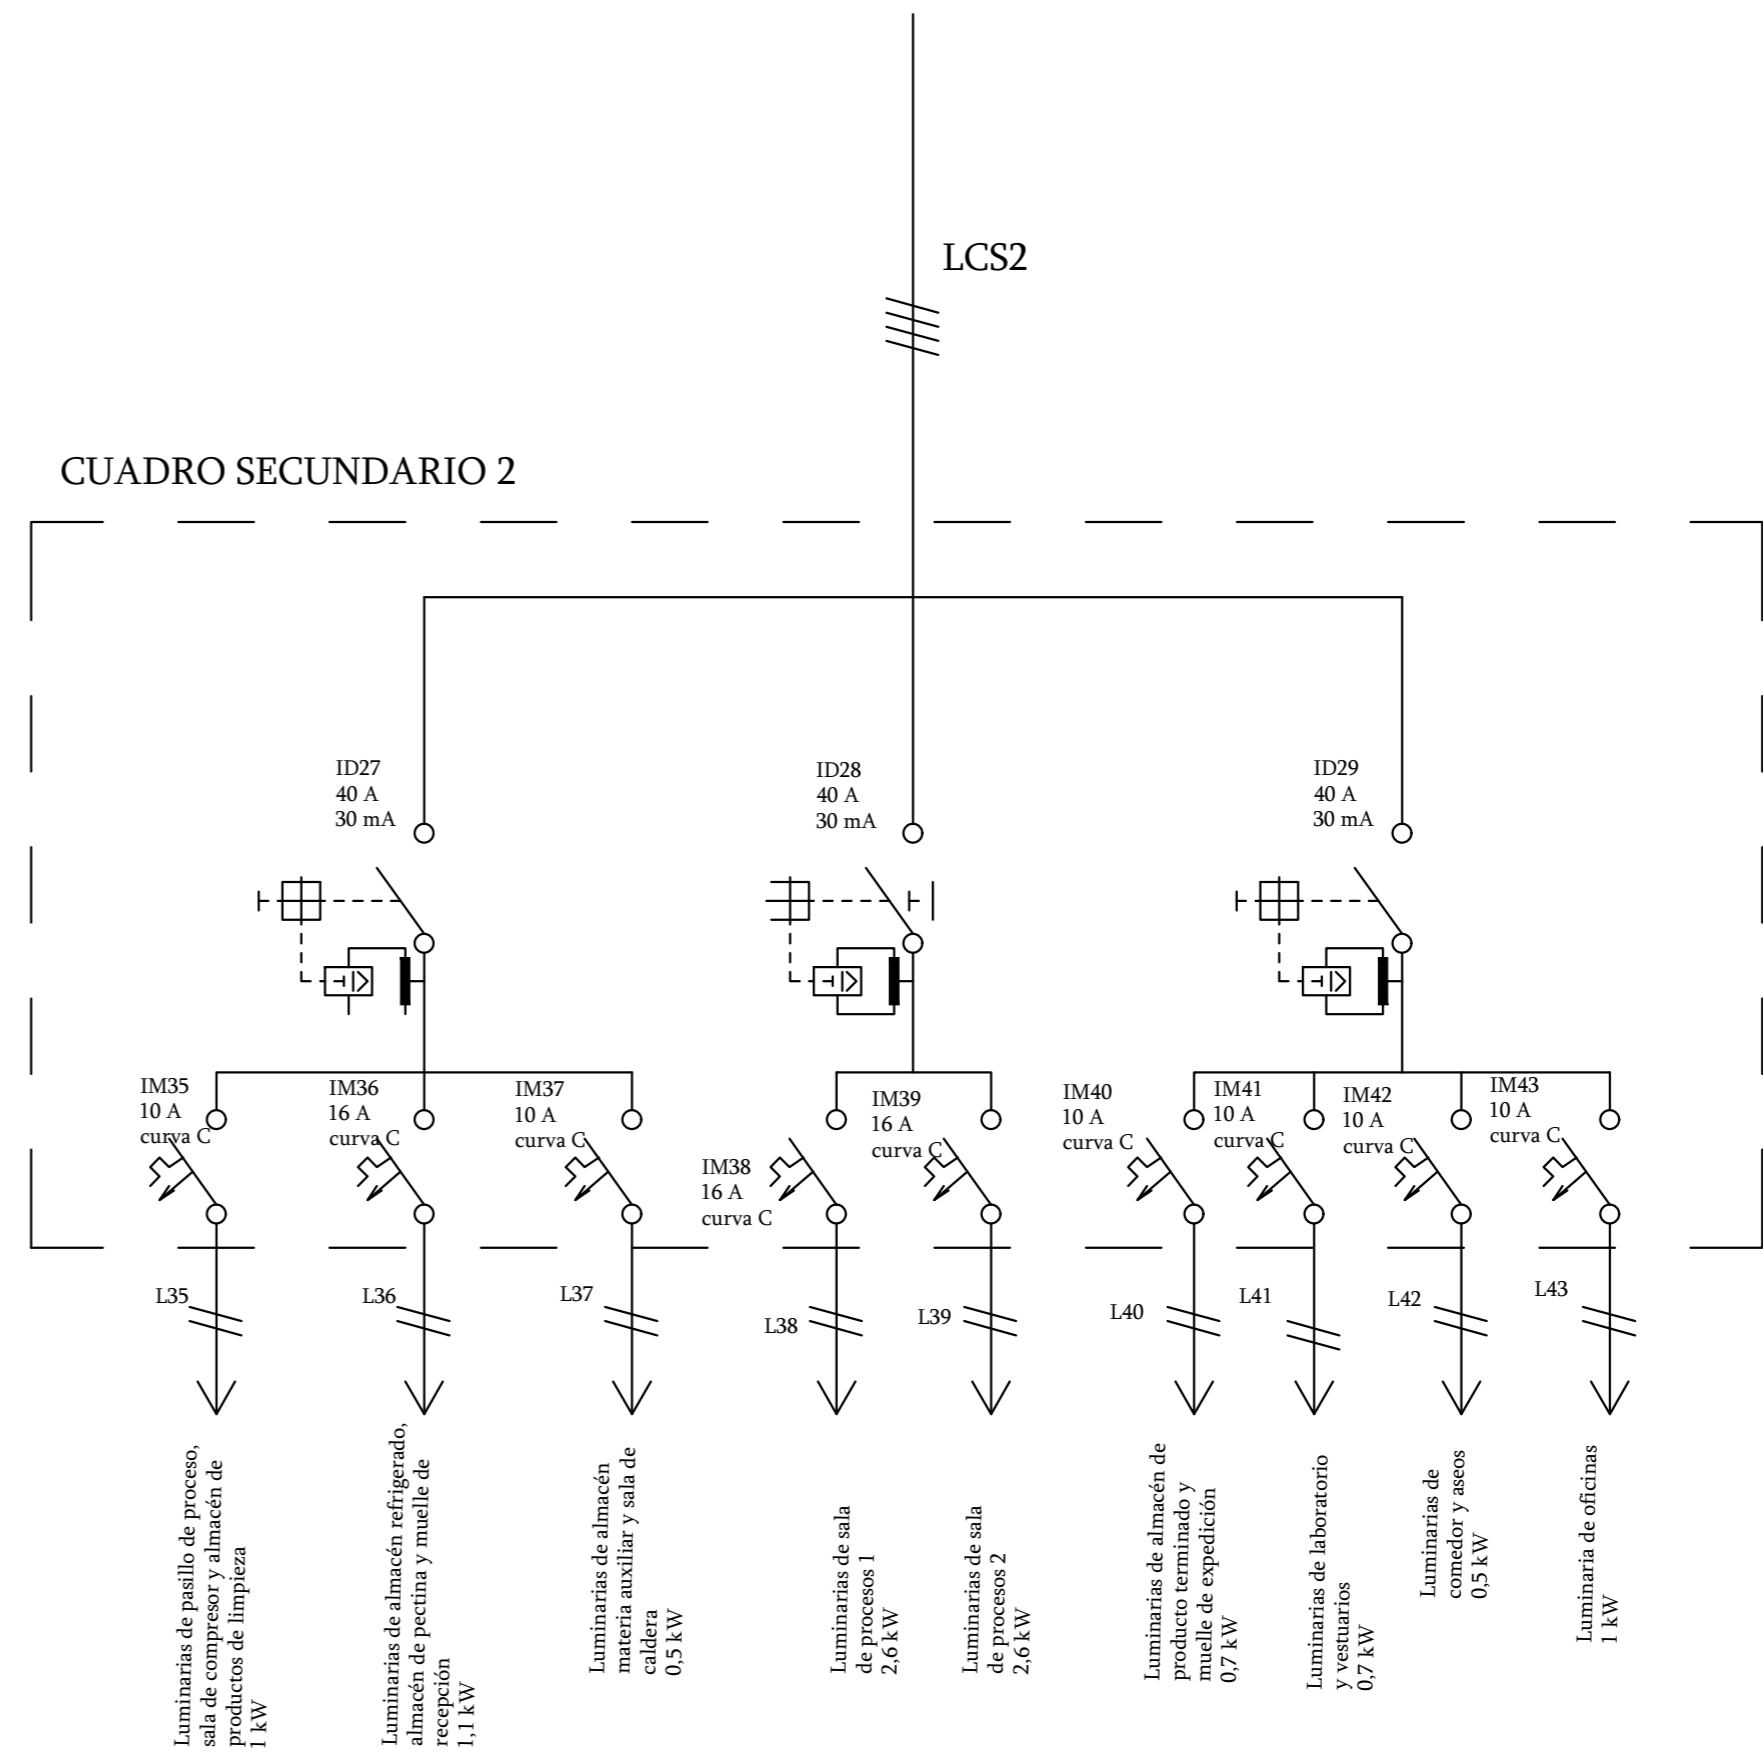 LCS2
CUADRO SECUNDARIO 2
ID27
40 A
30 mA
ID28
40 A
30 mA
ID29
40 A
30 mA
IM35
10 A
curva C
IM36
16 A
curva C
IM37
10 A
curva C
IM38
16 A
curva C
IM39
16 A
curva C
IM40
10 A
curva C
IM41
10 A
curva C
IM42
10 A
curva C
IM43
10 A
curva C
L35
L36
L37
L38
L39
L40
L41
L42
L43
Luminarias de pasillo de proceso,
sala de compresor y almacén de
productos de limpieza
1 kW
Luminarias de almacén refrigerado,
almacén de pectina y muelle de
recepción
1,1 kW
Luminarias de almacén
materia auxiliar y sala de
caldera
0,5 kW
Luminarias de sala
de procesos 1
2,6 kW
Luminarias de sala
de procesos 2
2,6 kW
Luminarias de almacén de
producto terminado y
muelle de expedición
0,7 kW
Luminarias de laboratorio
y vestuarios
0,7 kW
Luminarias de
comedor y aseos
0,5 kW
Luminaria de oficinas
1 kW